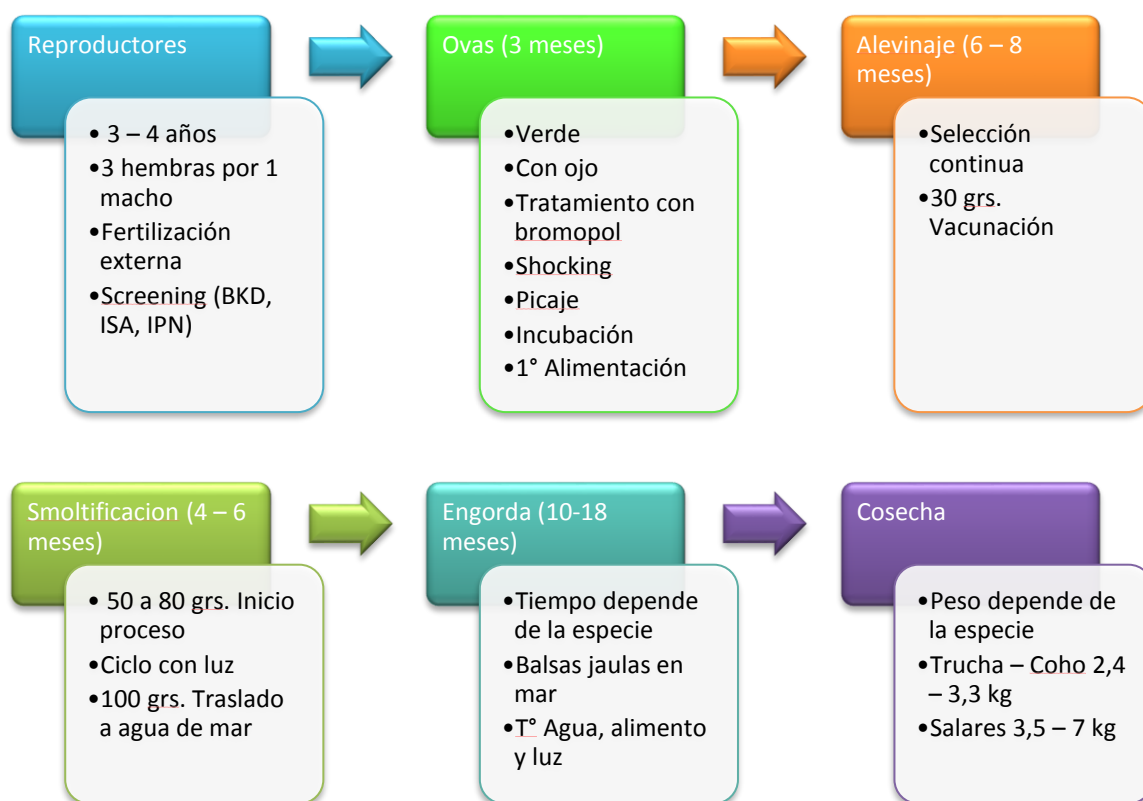 Reproductores
• 3 – 4 años
•3 hembras por 1
macho
•Fertilización
externa
•Screening (BKD,
ISA, IPN)
Ovas (3 meses)
•Verde
•Con ojo
•Tratamiento con
bromopol
•Shocking
•Picaje
•Incubación
•1° Alimentación
Alevinaje (6 – 8
meses)
•Selección
continua
•30 grs.
Vacunación
Smoltificacion (4 – 6
meses)
• 50 a 80 grs. Inicio
proceso
•Ciclo con luz
•100 grs. Traslado
a agua de mar
Engorda (10-18
meses)
•Tiempo depende
de la especie
•Balsas jaulas en
mar
•T° Agua, alimento
y luz
Cosecha
•Peso depende de
la especie
•Trucha – Coho 2,4
– 3,3 kg
•Salares 3,5 – 7 kg